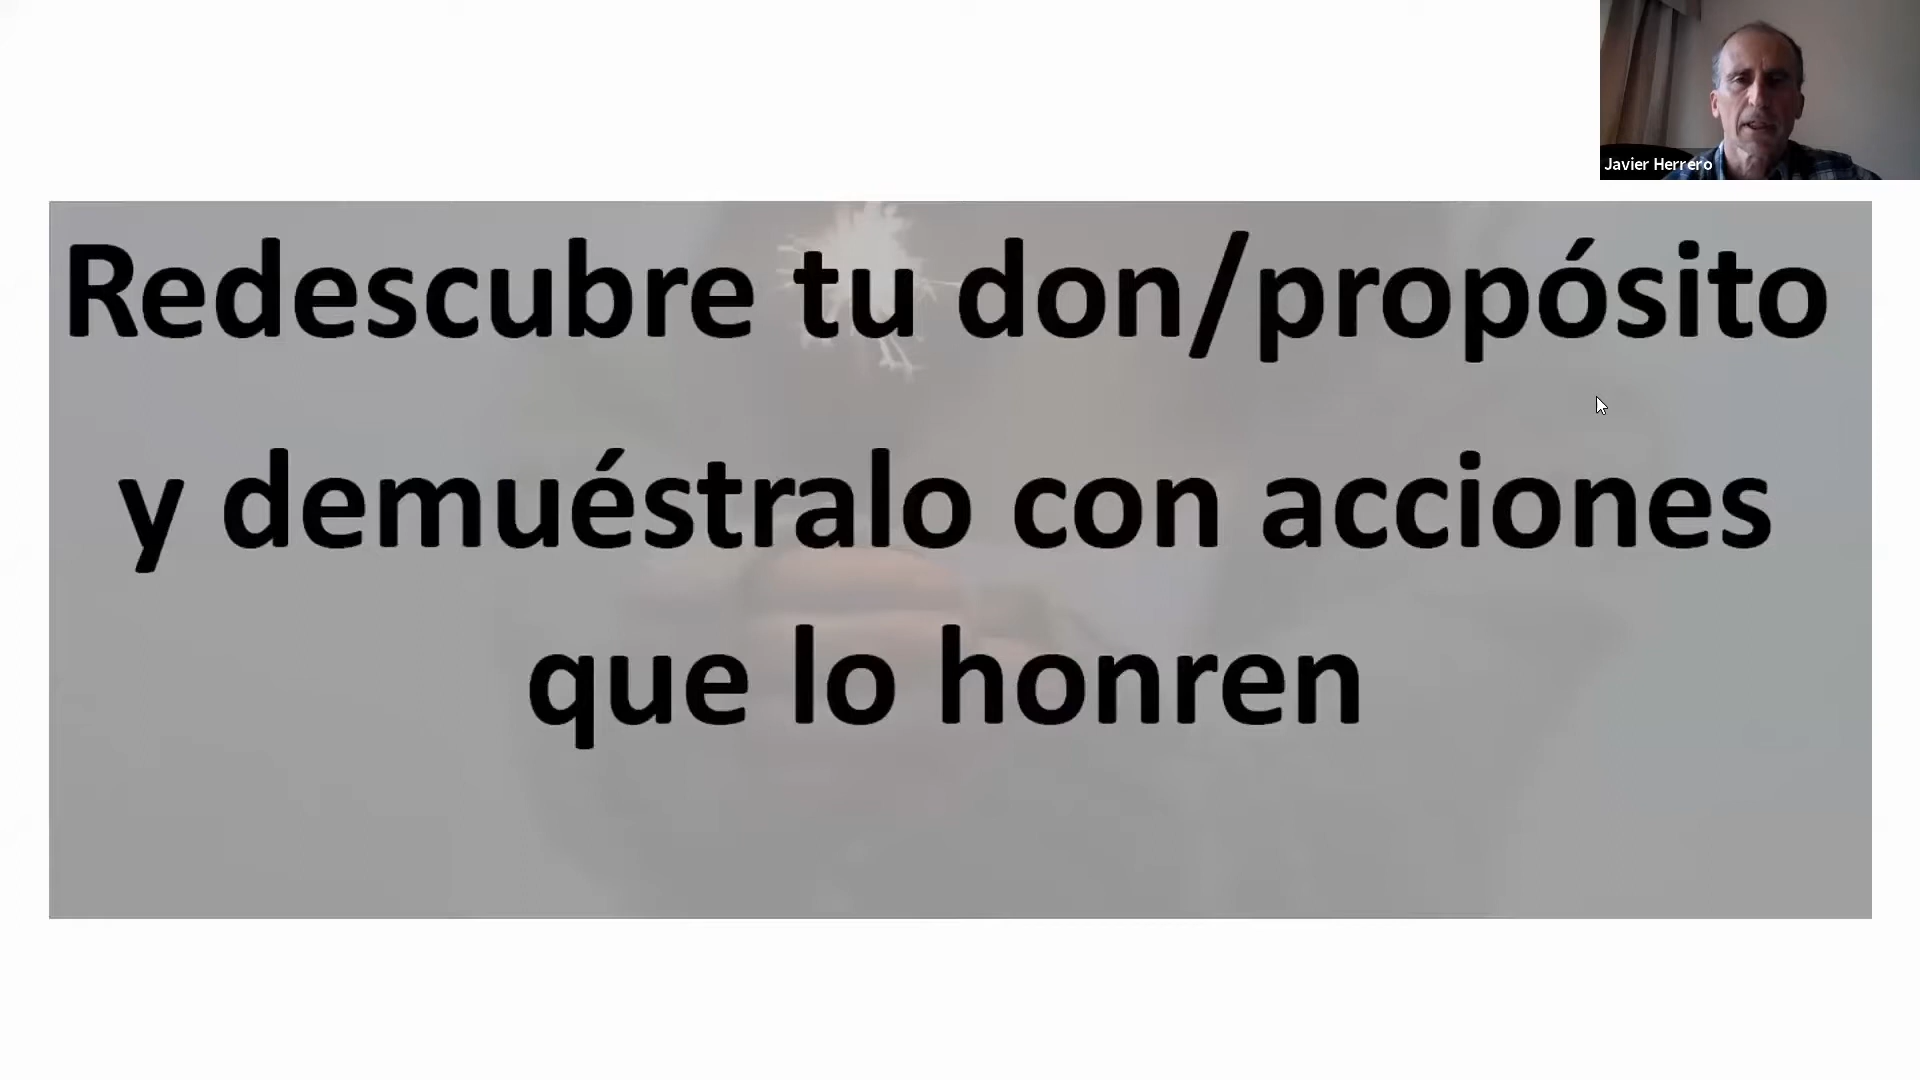 Javier Herrero
Redescubre tu don/propósito
y demuéstralo con acciones
que lo honren